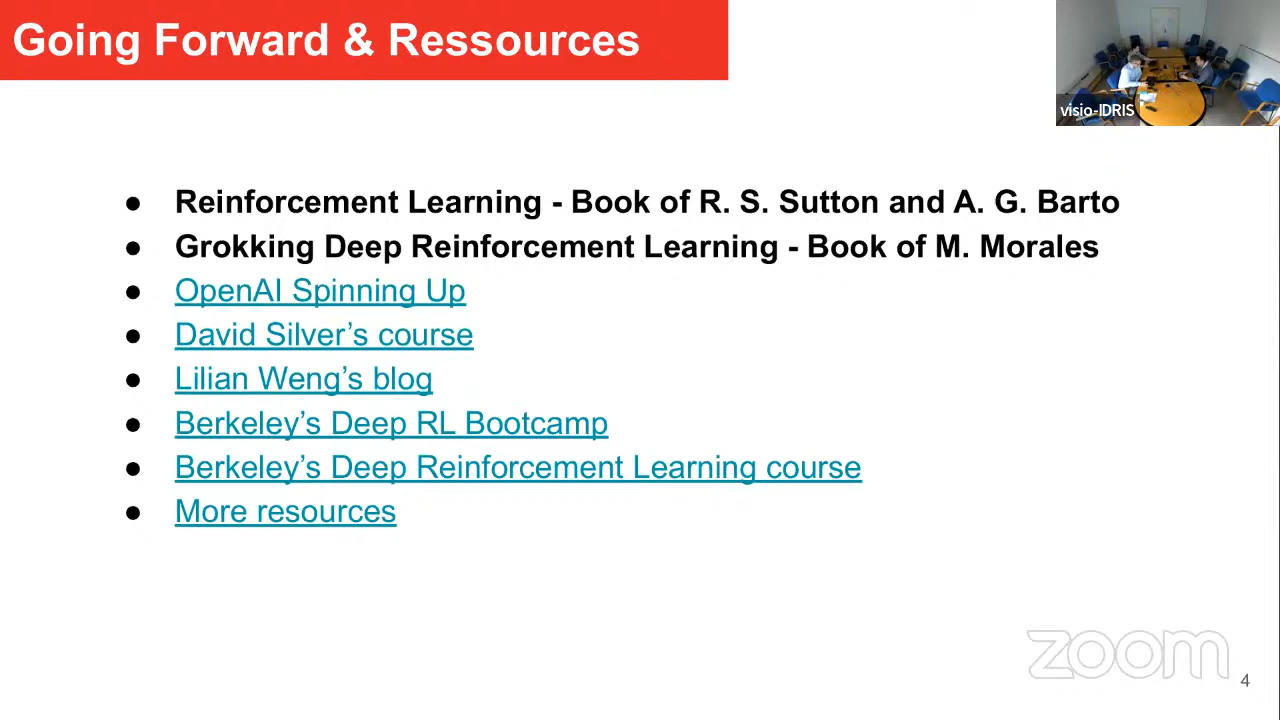 Going Forward & Ressources
visio-IDRIS
● Reinforcement Learning - Book of R. S. Sutton and A. G. Barto
● Grokking Deep Reinforcement Learning - Book of M. Morales
● OpenAI Spinning Up
● David Silver’s course
● Lilian Weng’s blog
● Berkeley’s Deep RL Bootcamp
● Berkeley’s Deep Reinforcement Learning course
● More resources
zoom
4